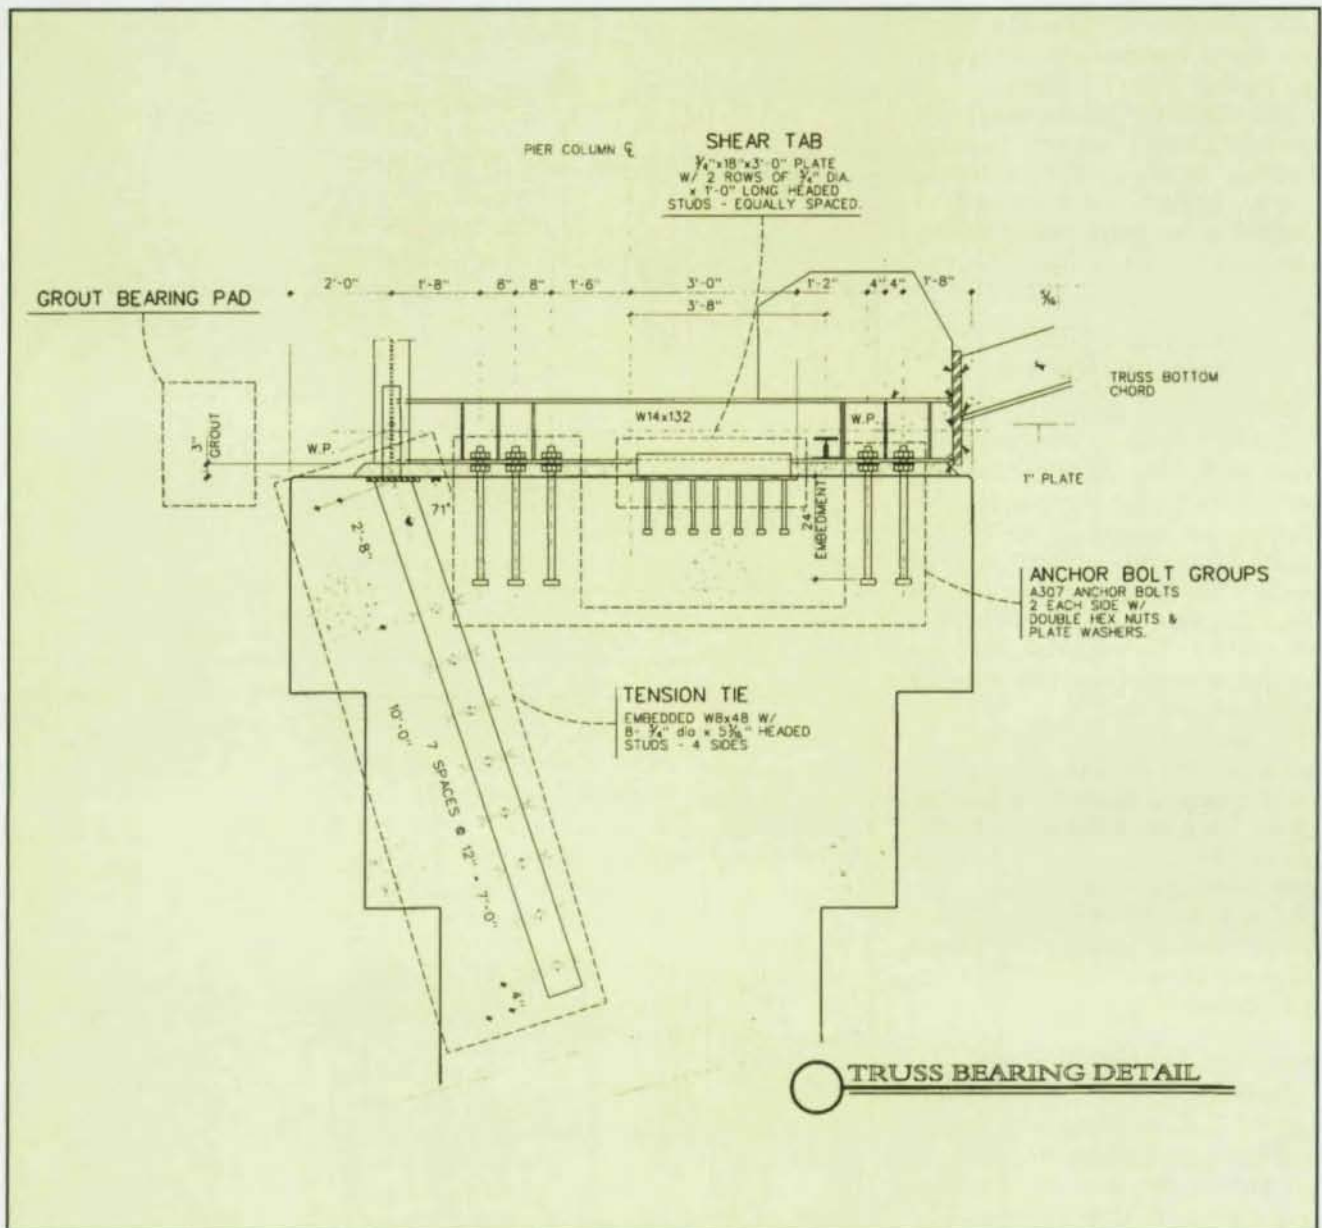 PIER COLUMN ℄
SHEAR TAB
¾"x18"x3'-0" PLATE
W/ 2 ROWS OF ¾" DIA.
x 1'-0" LONG HEADED
STUDS - EQUALLY SPACED.
GROUT BEARING PAD
2'-0" 1'-8" 8" 8" 1'-6" 3'-0" 1'-2" 4" 4" 1'-8"
3'-8"
TRUSS BOTTOM
CHORD
W14x132
W.P.
3"
GROUT
W.P.
1" PLATE
71°
2'-8"
24"
EMBEDMENT
ANCHOR BOLT GROUPS
A307 ANCHOR BOLTS
2 EACH SIDE W/
DOUBLE HEX NUTS &
PLATE WASHERS.
TENSION TIE
EMBEDDED W8x48 W/
8- ¾" dia x 5 3/16" HEADED
STUDS - 4 SIDES
10'-0"
7 SPACES @ 12" = 7'-0"
4"
TRUSS BEARING DETAIL